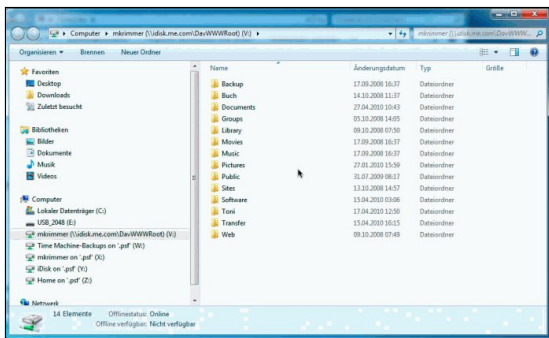 Computer ▸ mkrimmer (\\idisk.me.com\DavWWWRoot) (V:) ▸
mkrimmer (\\idisk.me.com\DavWWW...
Organisieren Brennen Neuer Ordner
Favoriten
Desktop
Downloads
Zuletzt besucht
Bibliotheken
Bilder
Dokumente
Musik
Videos
Computer
Lokaler Datenträger (C:)
USB_2048 (E:)
mkrimmer (\\idisk.me.com\DavWWWRoot) (V:)
Time Machine-Backups on '.psf' (W:)
mkrimmer on '.psf' (X:)
iDisk on '.psf' (Y:)
Home on '.psf' (Z:)
Netzwerk
Name Änderungsdatum Typ Größe
Backup 17.09.2008 16:37 Dateiordner
Buch 14.10.2008 11:37 Dateiordner
Documents 27.04.2010 10:43 Dateiordner
Groups 05.10.2008 14:05 Dateiordner
Library 09.10.2008 07:50 Dateiordner
Movies 17.09.2008 16:37 Dateiordner
Music 17.09.2008 16:37 Dateiordner
Pictures 27.01.2010 15:59 Dateiordner
Public 31.07.2009 08:17 Dateiordner
Sites 13.10.2008 14:57 Dateiordner
Software 15.04.2010 03:06 Dateiordner
Toni 17.04.2010 12:50 Dateiordner
Transfer 15.04.2010 16:15 Dateiordner
Web 09.10.2008 07:49 Dateiordner
14 Elemente Offlinestatus: Online
Offline verfügbar: Nicht verfügbar